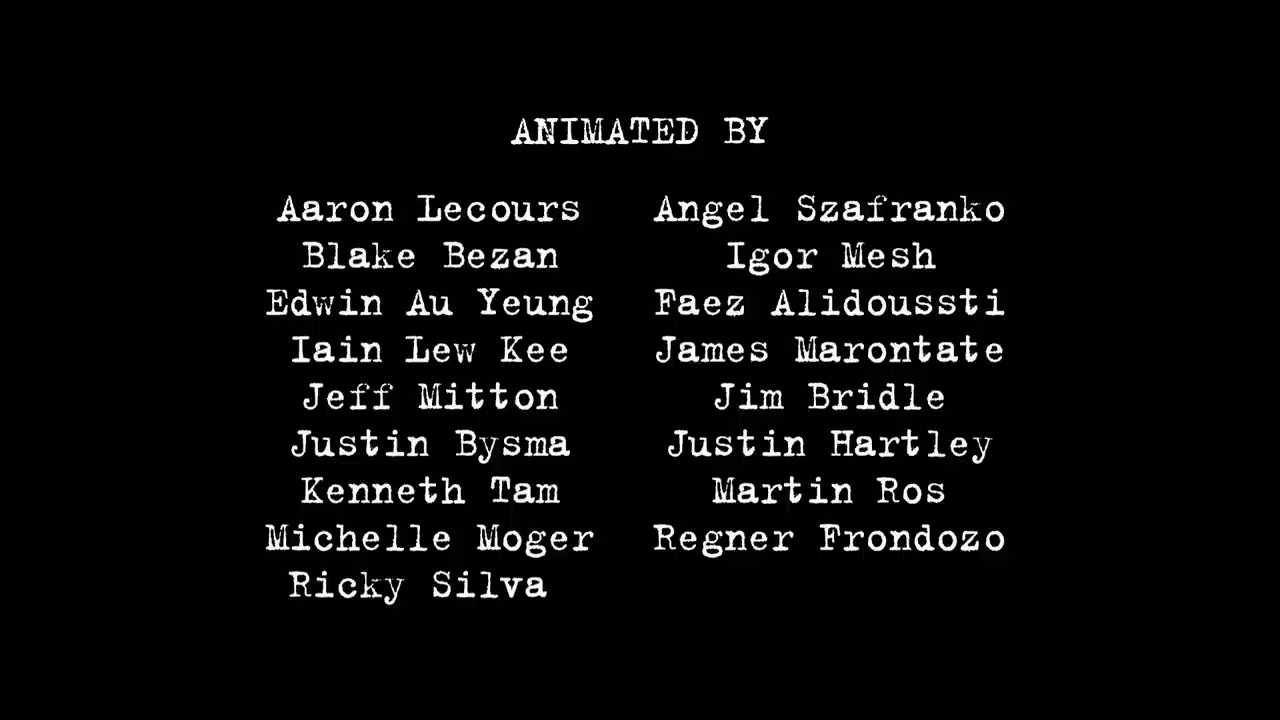 ANIMATED BY
Aaron Lecours
Angel Szafranko
Blake Bezan
Igor Mesh
Edwin Au Yeung
Faez Alidoussti
Iain Lew Kee
James Marontate
Jeff Mitton
Jim Bridle
Justin Bysma
Justin Hartley
Kenneth Tam
Martin Ros
Michelle Moger
Regner Frondozo
Ricky Silva